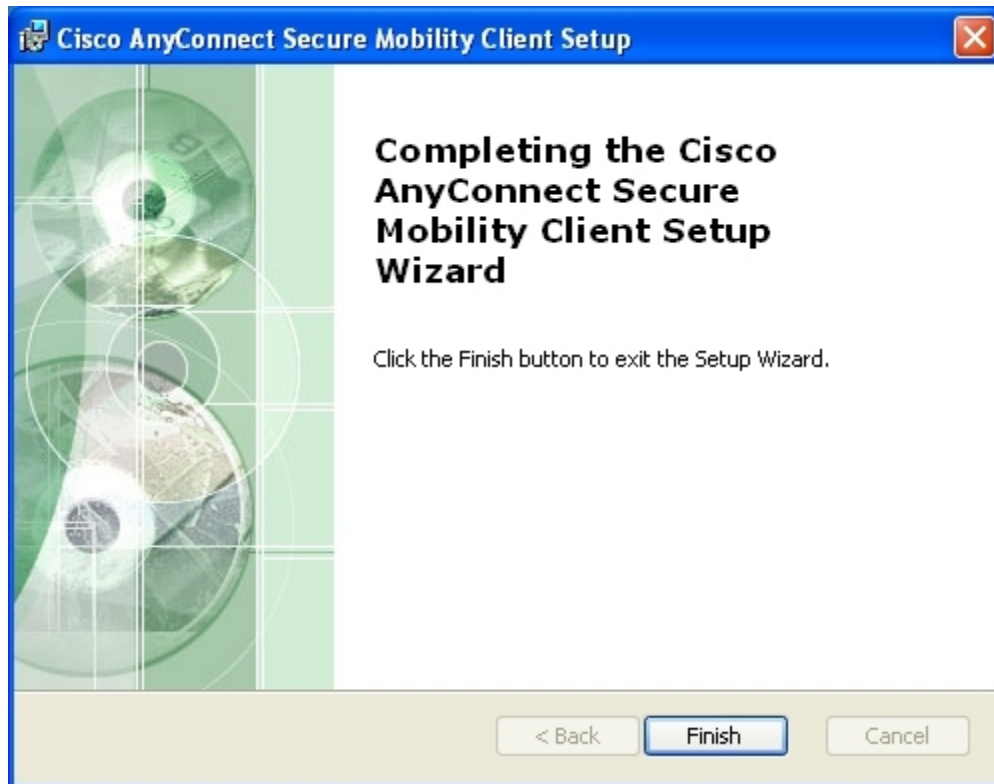 Cisco AnyConnect Secure Mobility Client Setup
Completing the Cisco
AnyConnect Secure
Mobility Client Setup
Wizard
Click the Finish button to exit the Setup Wizard.
< Back
Finish
Cancel